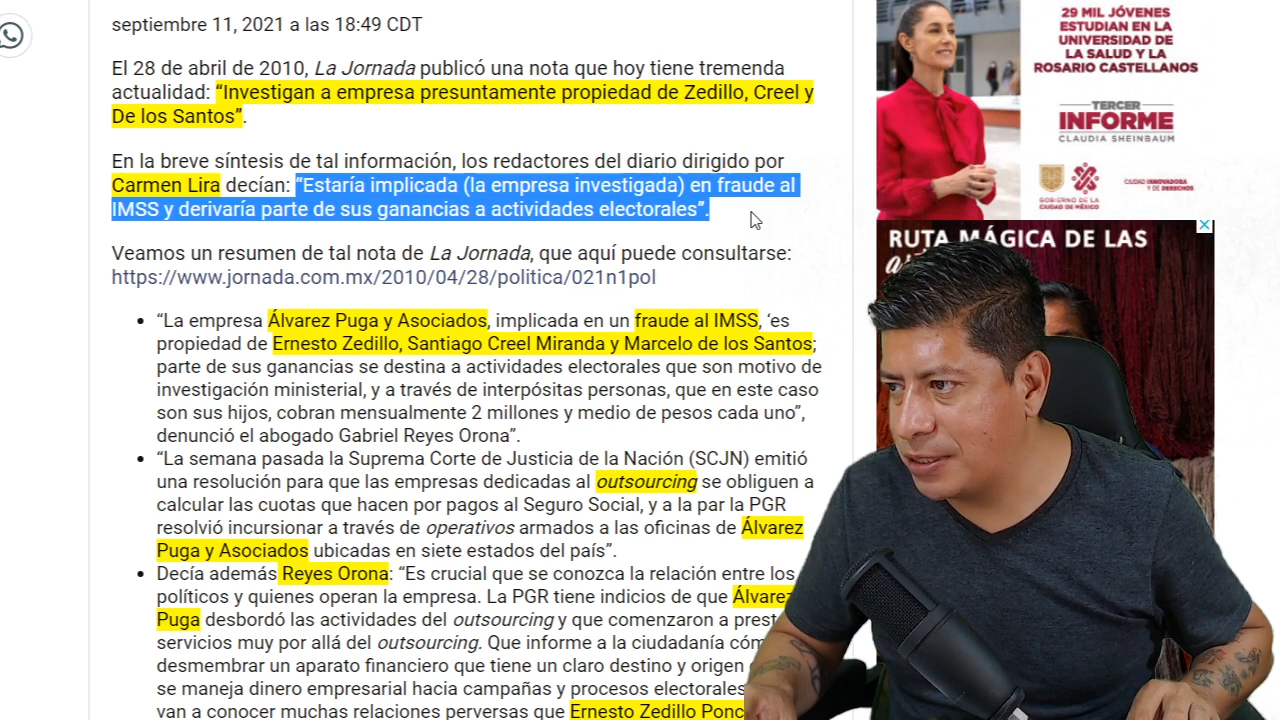 septiembre 11, 2021 a las 18:49 CDT
El 28 de abril de 2010, La Jornada publicó una nota que hoy tiene tremenda
actualidad: “Investigan a empresa presuntamente propiedad de Zedillo, Creel y
De los Santos”.
En la breve síntesis de tal información, los redactores del diario dirigido por
Carmen Lira decían: “Estaría implicada (la empresa investigada) en fraude al
IMSS y derivaría parte de sus ganancias a actividades electorales”.
Veamos un resumen de tal nota de La Jornada, que aquí puede consultarse:
https://www.jornada.com.mx/2010/04/28/politica/021n1pol
• “La empresa Álvarez Puga y Asociados, implicada en un fraude al IMSS, ‘es
propiedad de Ernesto Zedillo, Santiago Creel Miranda y Marcelo de los Santos;
parte de sus ganancias se destina a actividades electorales que son motivo de
investigación ministerial, y a través de interpósitas personas, que en este caso
son sus hijos, cobran mensualmente 2 millones y medio de pesos cada uno”,
denunció el abogado Gabriel Reyes Orona”.
• “La semana pasada la Suprema Corte de Justicia de la Nación (SCJN) emitió
una resolución para que las empresas dedicadas al outsourcing se obliguen a
calcular las cuotas que hacen por pagos al Seguro Social, y a la par la PGR
resolvió incursionar a través de operativos armados a las oficinas de Álvarez
Puga y Asociados ubicadas en siete estados del país”.
• Decía además Reyes Orona: “Es crucial que se conozca la relación entre los
políticos y quienes operan la empresa. La PGR tiene indicios de que Álvarez
Puga desbordó las actividades del outsourcing y que comenzaron a prest
servicios muy por allá del outsourcing. Que informe a la ciudadanía cóm
desmembrar un aparato financiero que tiene un claro destino y origen
se maneja dinero empresarial hacia campañas y procesos electorales
van a conocer muchas relaciones perversas que Ernesto Zedillo Ponc
29 MIL JÓVENES
ESTUDIAN EN LA
UNIVERSIDAD DE
LA SALUD Y LA
ROSARIO CASTELLANOS
TERCER
INFORME
CLAUDIA SHEINBAUM
GOBIERNO DE LA
CIUDAD DE MÉXICO
CIUDAD INNOVADORA
Y DE DERECHOS
RUTA MÁGICA DE LAS